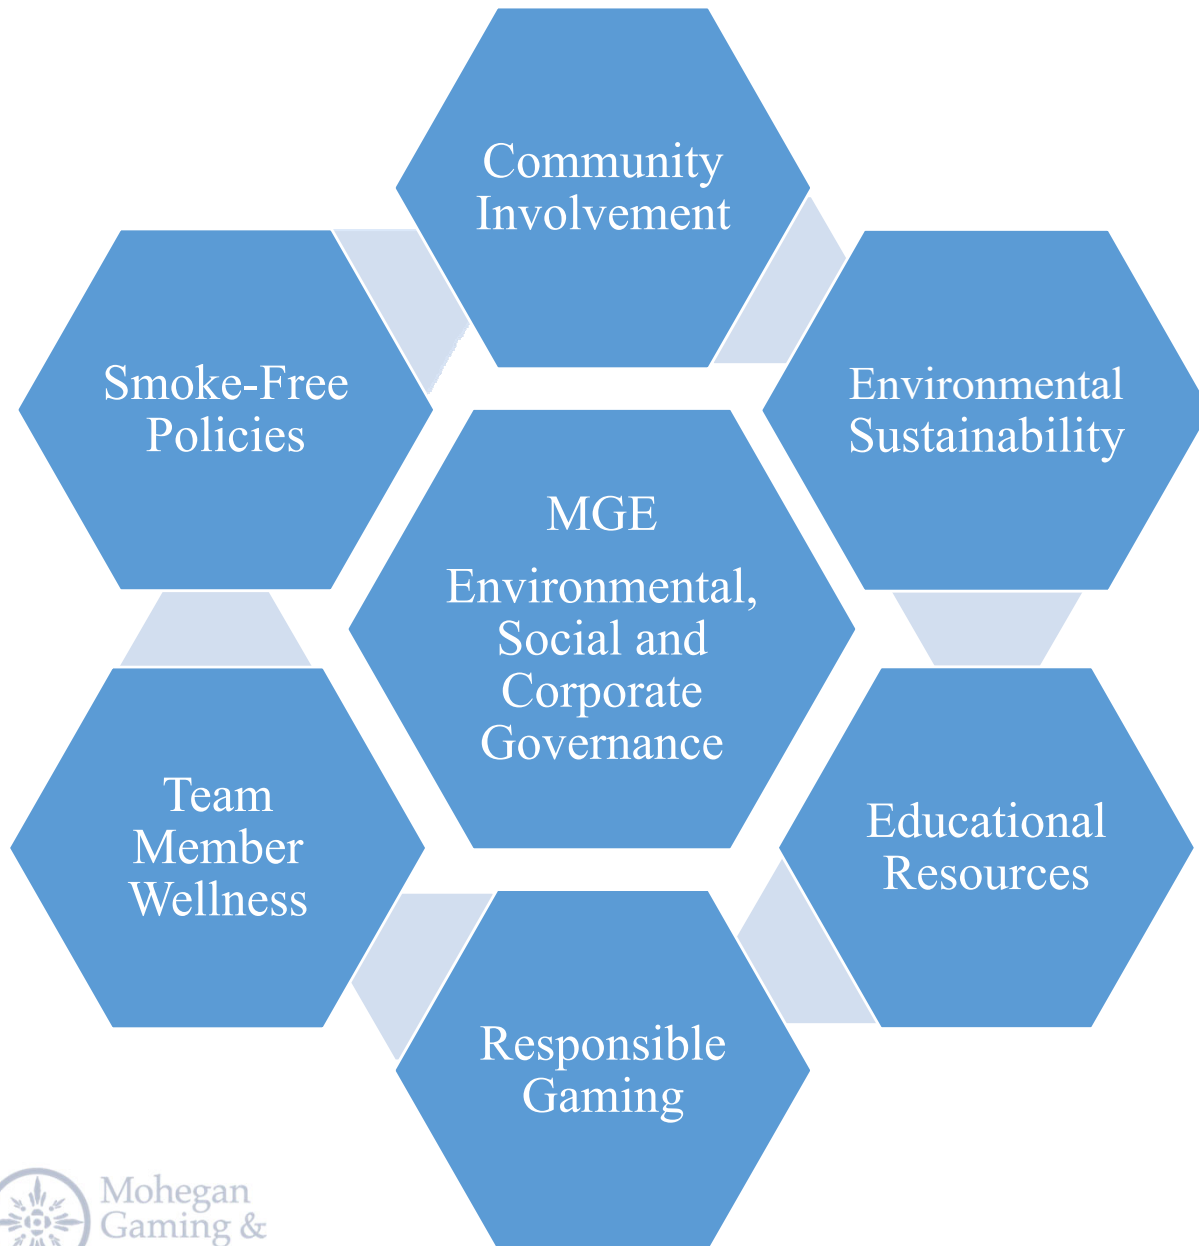 Community
Involvement
Smoke-Free
Policies
Environmental
Sustainability
MGE
Environmental,
Social and
Corporate
Governance
Team
Member
Wellness
Educational
Resources
Responsible
Gaming
Mohegan
Gaming &